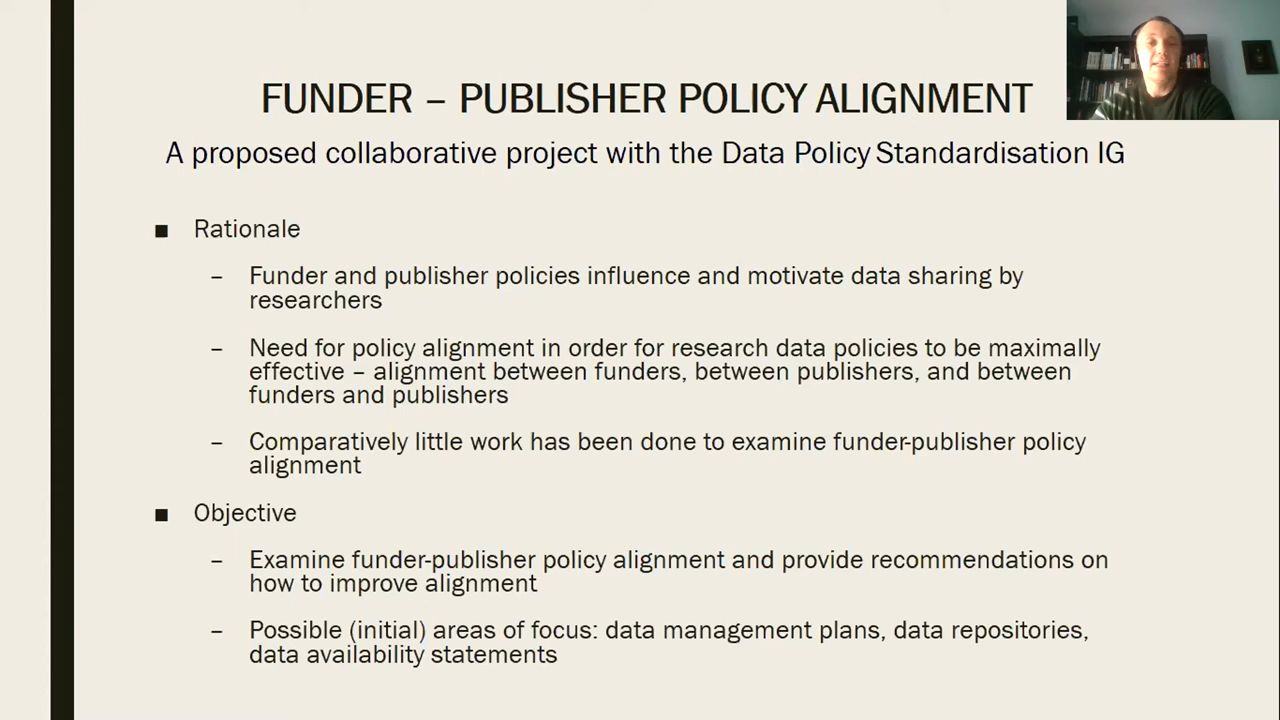 FUNDER – PUBLISHER POLICY ALIGNMENT
A proposed collaborative project with the Data Policy Standardisation IG
■ Rationale
– Funder and publisher policies influence and motivate data sharing by
researchers
– Need for policy alignment in order for research data policies to be maximally
effective – alignment between funders, between publishers, and between
funders and publishers
– Comparatively little work has been done to examine funder-publisher policy
alignment
■ Objective
– Examine funder-publisher policy alignment and provide recommendations on
how to improve alignment
– Possible (initial) areas of focus: data management plans, data repositories,
data availability statements